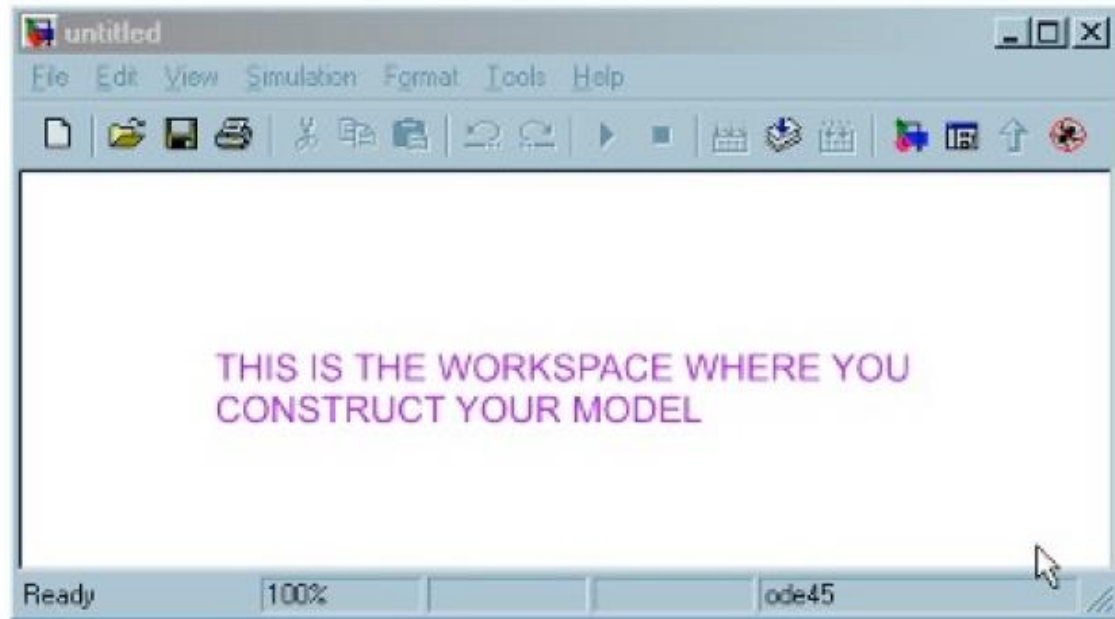 untitled
File Edit View Simulation Format Tools Help
THIS IS THE WORKSPACE WHERE YOU
CONSTRUCT YOUR MODEL
Ready 100% ode45